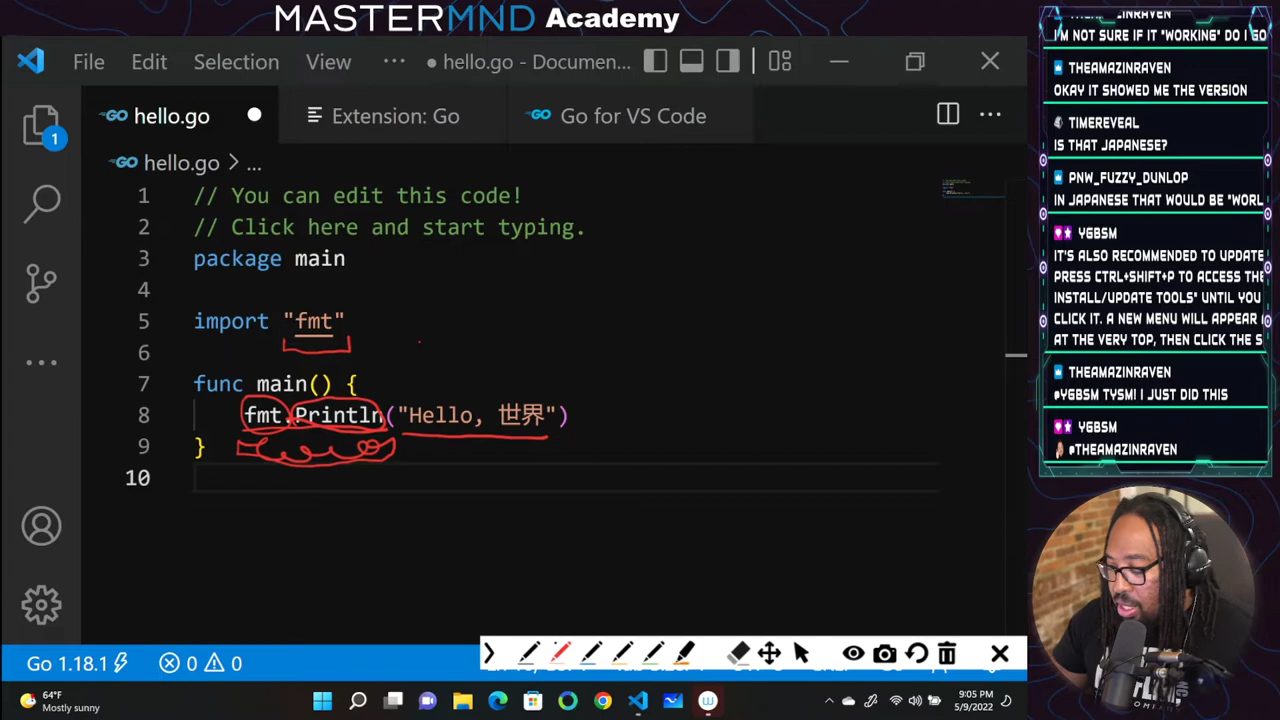 MASTERMND Academy
File Edit Selection View ··· ● hello.go - Documen...
hello.go Extension: Go Go for VS Code
hello.go > ...
1 // You can edit this code!
2 // Click here and start typing.
3 package main
4
5 import "fmt"
6
7 func main() {
8 fmt.Println("Hello, 世界")
9 }
10
Go 1.18.1 0 0
64°F
Mostly sunny
9:05 PM
5/9/2022
I'M NOT SURE IF IT "WORKING" DO I GO
THEAMAZINRAVEN
OKAY IT SHOWED ME THE VERSION
TIMEREVEAL
IS THAT JAPANESE?
PNW_FUZZY_DUNLOP
IN JAPANESE THAT WOULD BE "WORL
YGBSM
IT'S ALSO RECOMMENDED TO UPDATE
PRESS CTRL+SHIFT+P TO ACCESS THE
INSTALL/UPDATE TOOLS" UNTIL YOU
CLICK IT. A NEW MENU WILL APPEAR
AT THE VERY TOP, THEN CLICK THE S
THEAMAZINRAVEN
@YGBSM TYSM! I JUST DID THIS
YGBSM
@THEAMAZINRAVEN